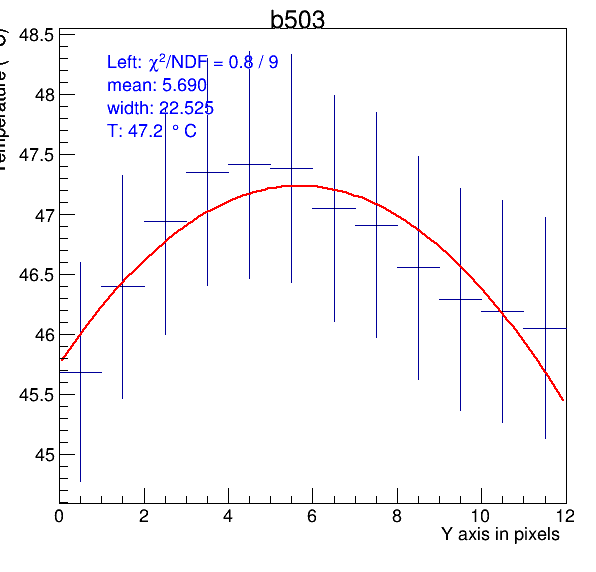 b503
Temperature (°C)
48.5
Left: χ²/NDF = 0.8 / 9
48
mean: 5.690
width: 22.525
T: 47.2 ° C
47.5
47
46.5
46
45.5
45
0 2 4 6 8 10 12
Y axis in pixels